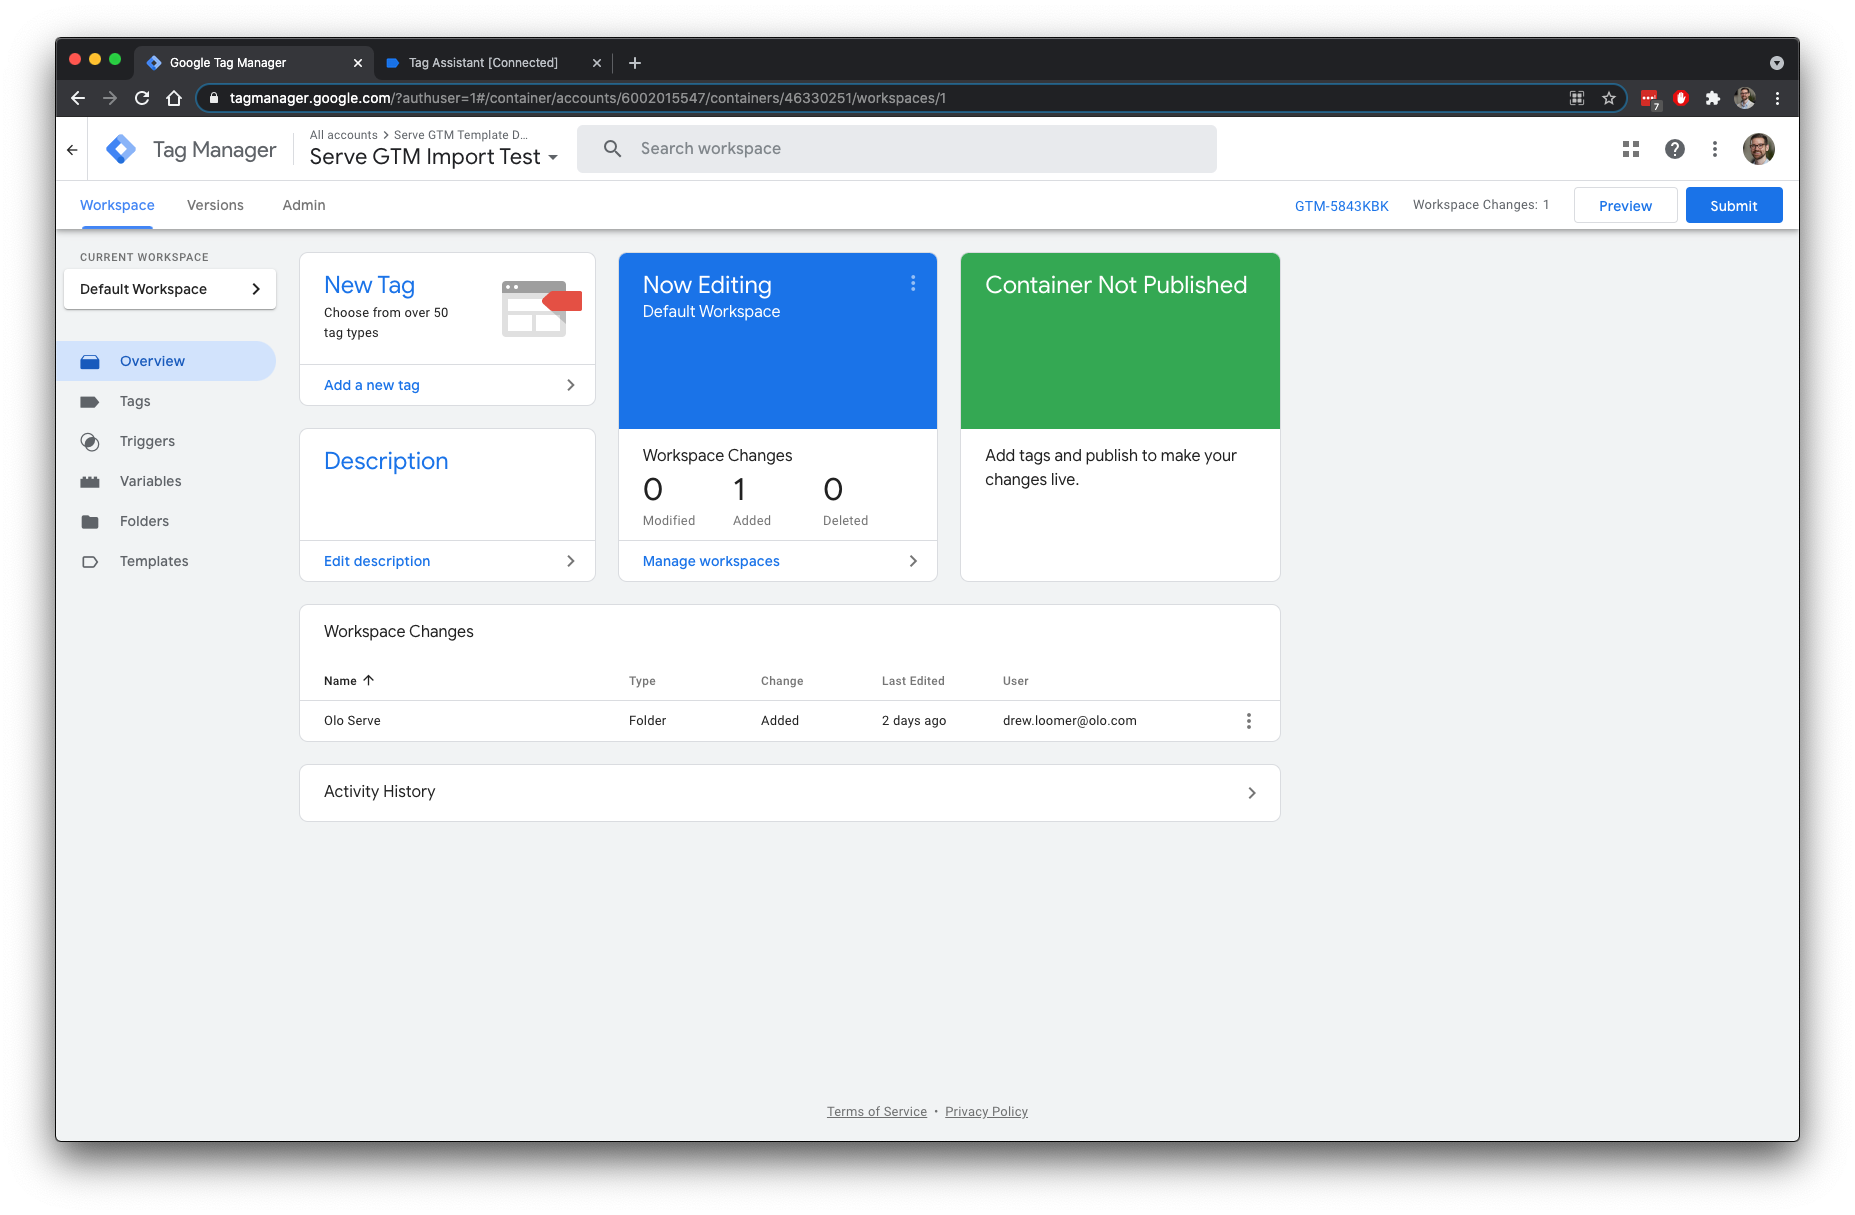 Google Tag Manager
Tag Assistant [Connected]
tagmanager.google.com/?authuser=1#/container/accounts/6002015547/containers/46330251/workspaces/1
7
Tag Manager
All accounts > Serve GTM Template D...
Serve GTM Import Test
Search workspace
Workspace
Versions
Admin
GTM-5843KBK
Workspace Changes: 1
Preview
Submit
CURRENT WORKSPACE
Default Workspace
Overview
Tags
Triggers
Variables
Folders
Templates
New Tag
Choose from over 50
tag types
Add a new tag
Description
Edit description
Now Editing
Default Workspace
Workspace Changes
0 1 0
Modified Added Deleted
Manage workspaces
Container Not Published
Add tags and publish to make your
changes live.
Workspace Changes
Name Type Change Last Edited User
Olo Serve Folder Added 2 days ago drew.loomer@olo.com
Activity History
Terms of Service • Privacy Policy